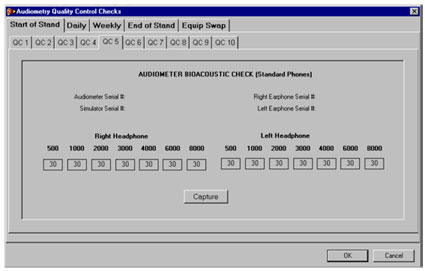 Audiometry Quality Control Checks
Start of Stand Daily Weekly End of Stand Equip Swap
QC 1 QC 2 QC 3 QC 4 QC 5 QC 6 QC 7 QC 8 QC 9 QC 10
AUDIOMETER BIOACOUSTIC CHECK (Standard Phones)
Audiometer Serial #: Right Earphone Serial #:
Simulator Serial #: Left Earphone Serial #:
Right Headphone Left Headphone
500 1000 2000 3000 4000 6000 8000 500 1000 2000 3000 4000 6000 8000
30 30 30 30 30 30 30 30 30 30 30 30 30 30
Capture
OK Cancel